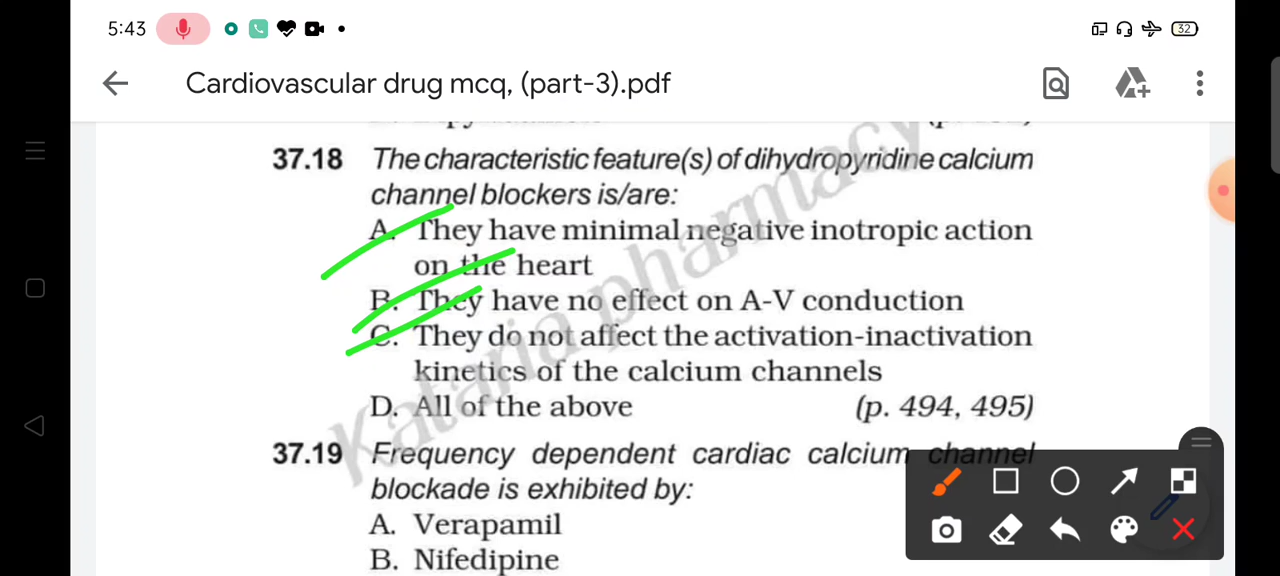 5:43
32
Cardiovascular drug mcq, (part-3).pdf
37.18 The characteristic feature(s) of dihydropyridine calcium
channel blockers is/are:
A. They have minimal negative inotropic action
on the heart
B. They have no effect on A-V conduction
C. They do not affect the activation-inactivation
kinetics of the calcium channels
D. All of the above (p. 494, 495)
37.19 Frequency dependent cardiac calcium channel
blockade is exhibited by:
A. Verapamil
B. Nifedipine
Kataria pharmacy